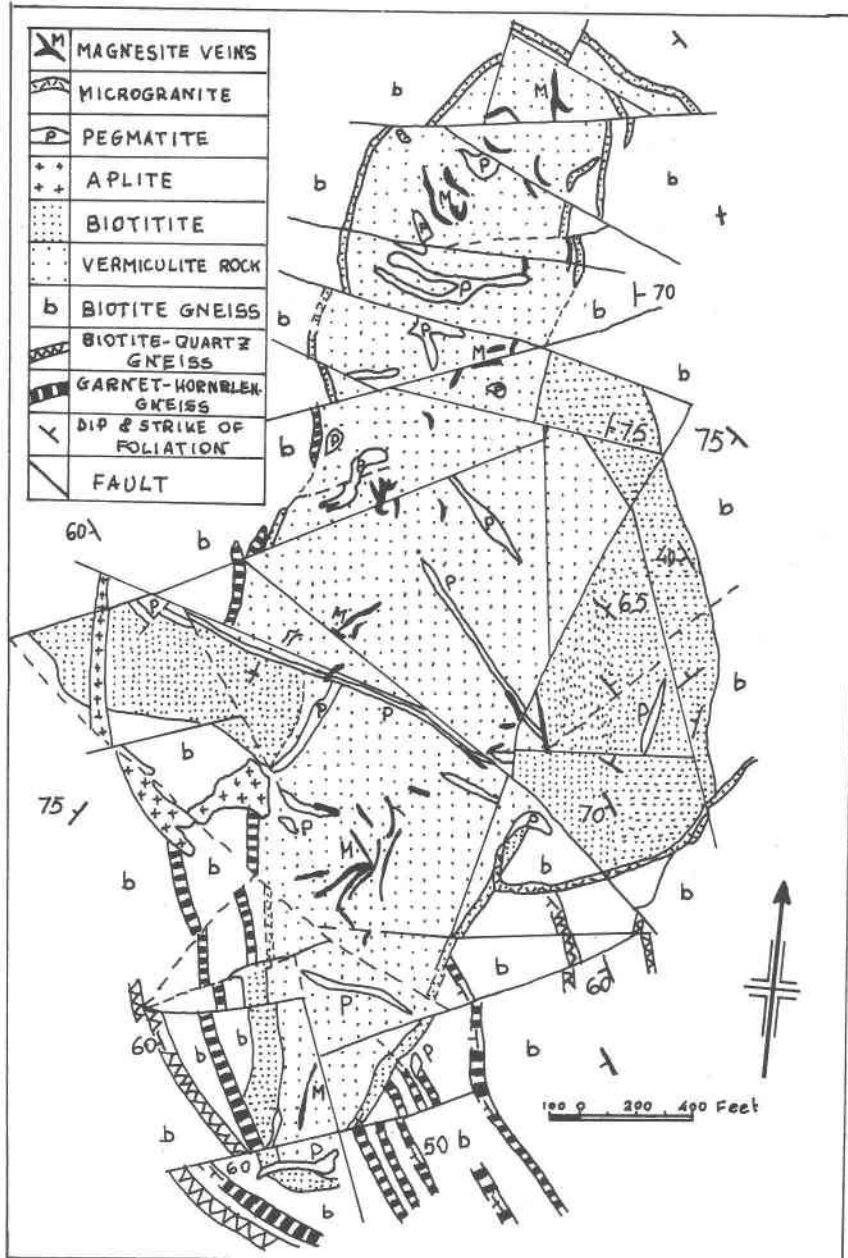 M
MAGNESITE VEINS
MICROGRANITE
P
PEGMATITE
APLITE
BIOTITITE
VERMICULITE ROCK
b
BIOTITE GNEISS
BIOTITE-QUARTZ
GNEISS
GARNET-HORNBLEN-
GNEISS
DIP & STRIKE OF
FOLIATION
FAULT
b
M
b
P
b
M
b
P
b
70
b
P
M
b
75
75
b
P
b
P
60
b
P
40
M
65
P
b
P
P
P
b
b
75
P
70
b
M
b
b
b
P
60
b
60
b
b
P
M
b
100 0 200 400 Feet
b
50 b
60
P
b
b